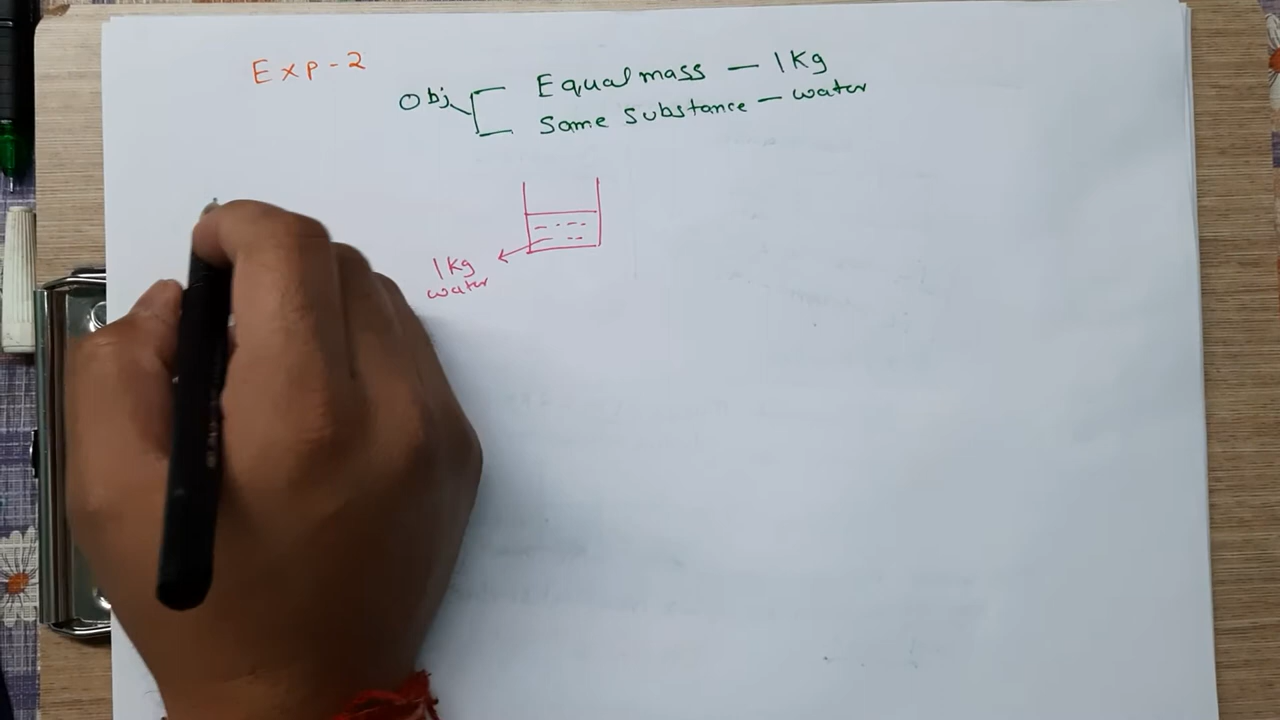 Exp-2
Obj
Equal mass — 1Kg
Same Substance — water
1Kg
water